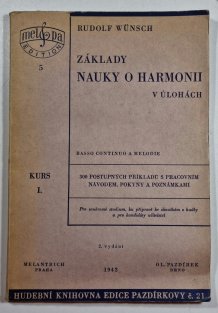 melpa
EDITION
5
RUDOLF WÜNSCH
ZÁKLADY
NAUKY O HARMONII
V ÚLOHÁCH
BASSO CONTINUO A MELODIE
KURS
I.
300 POSTUPNÝCH PŘÍKLADŮ S PRACOVNÍM
NÁVODEM, POKYNY A POZNÁMKAMI
Pro soukromé studium, ku přípravě ke zkouškám z hudby
a pro kandidáty učitelství
2. vydání
MELANTRICH
PRAHA
1942
OL. PAZDÍREK
BRNO
HUDEBNÍ KNIHOVNA EDICE PAZDÍRKOVY č. 21